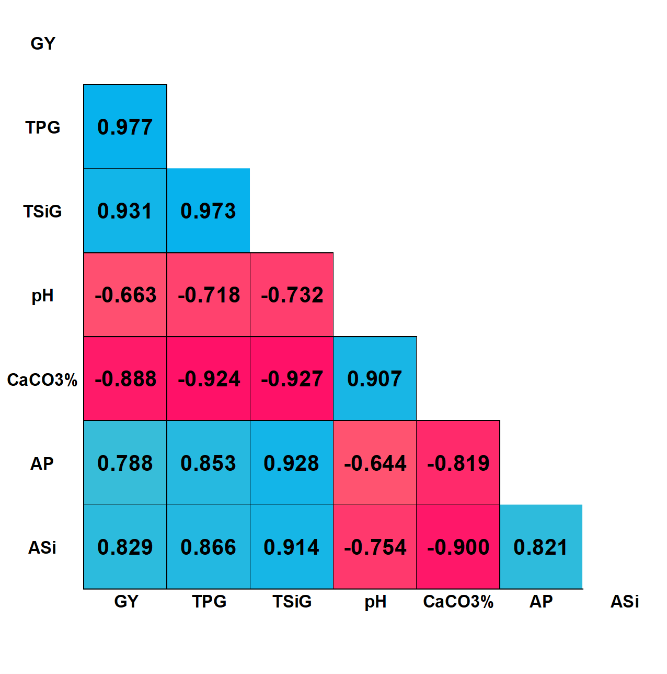 GY
TPG 0.977
TSiG 0.931 0.973
pH -0.663 -0.718 -0.732
CaCO3% -0.888 -0.924 -0.927 0.907
AP 0.788 0.853 0.928 -0.644 -0.819
ASi 0.829 0.866 0.914 -0.754 -0.900 0.821
GY TPG TSiG pH CaCO3% AP ASi